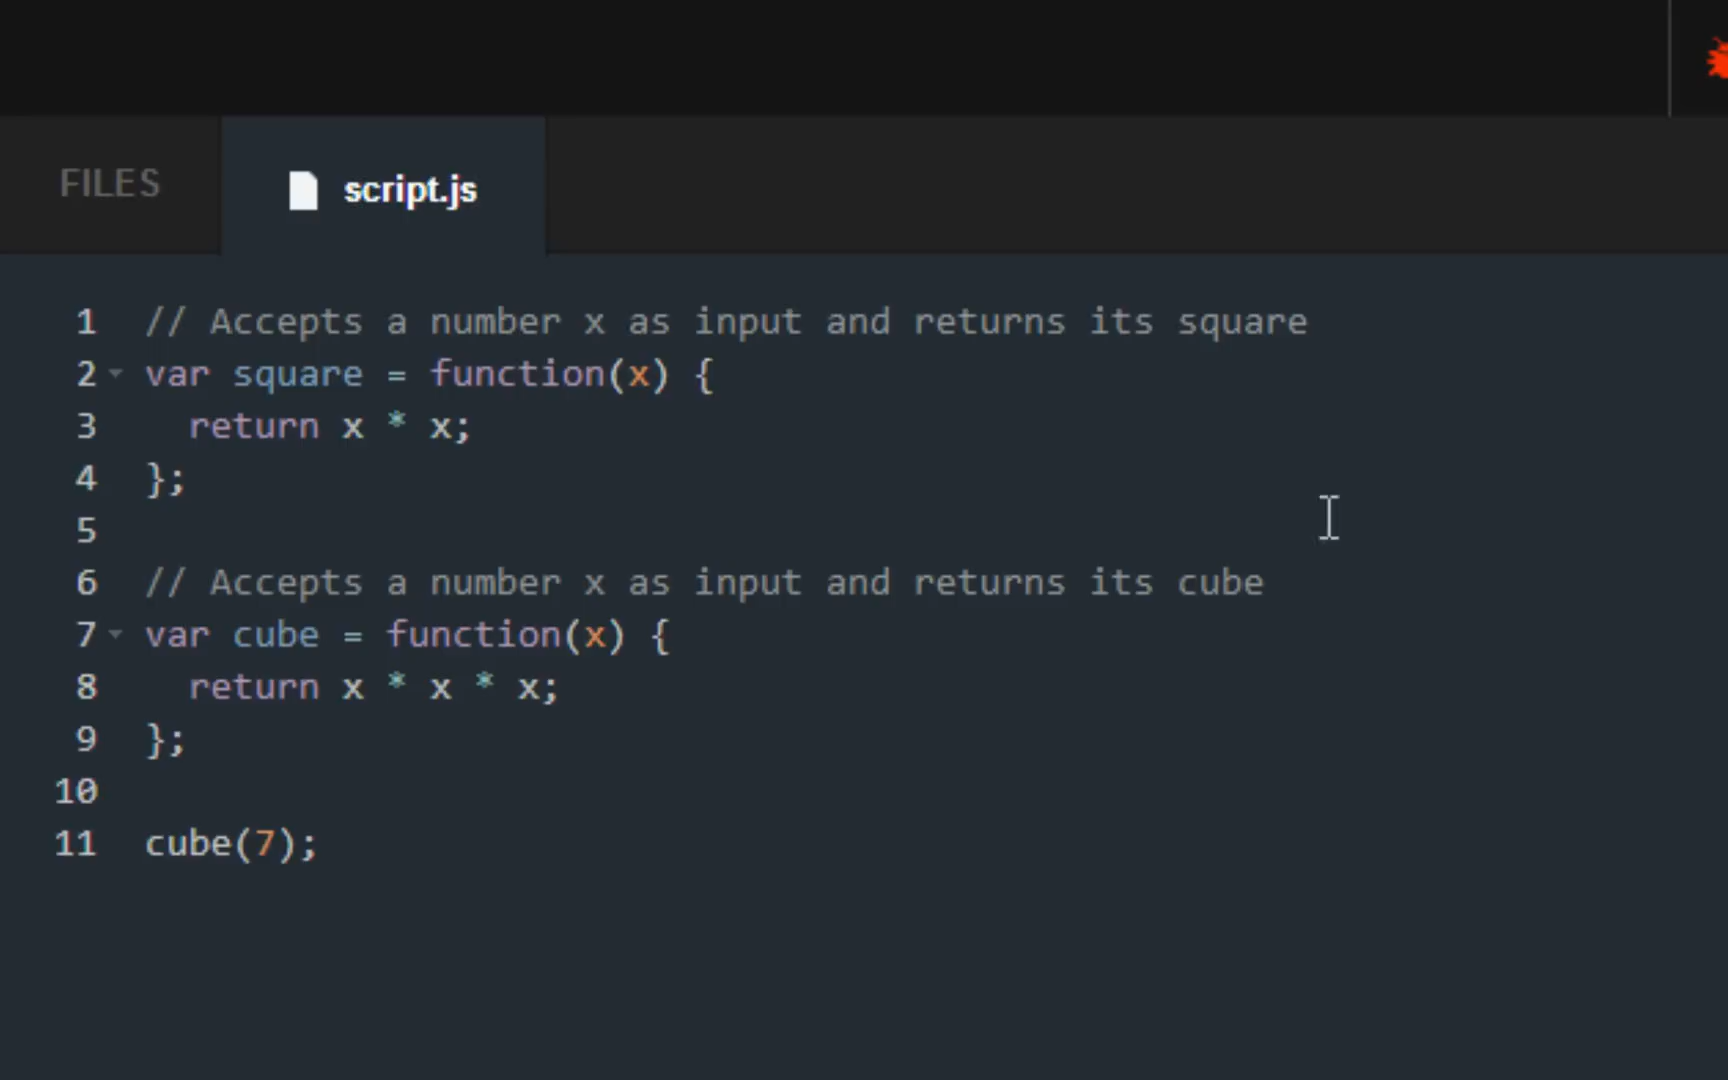 FILES
script.js
1 // Accepts a number x as input and returns its square
2 var square = function(x) {
3   return x * x;
4 };
5
6 // Accepts a number x as input and returns its cube
7 var cube = function(x) {
8   return x * x * x;
9 };
10
11 cube(7);